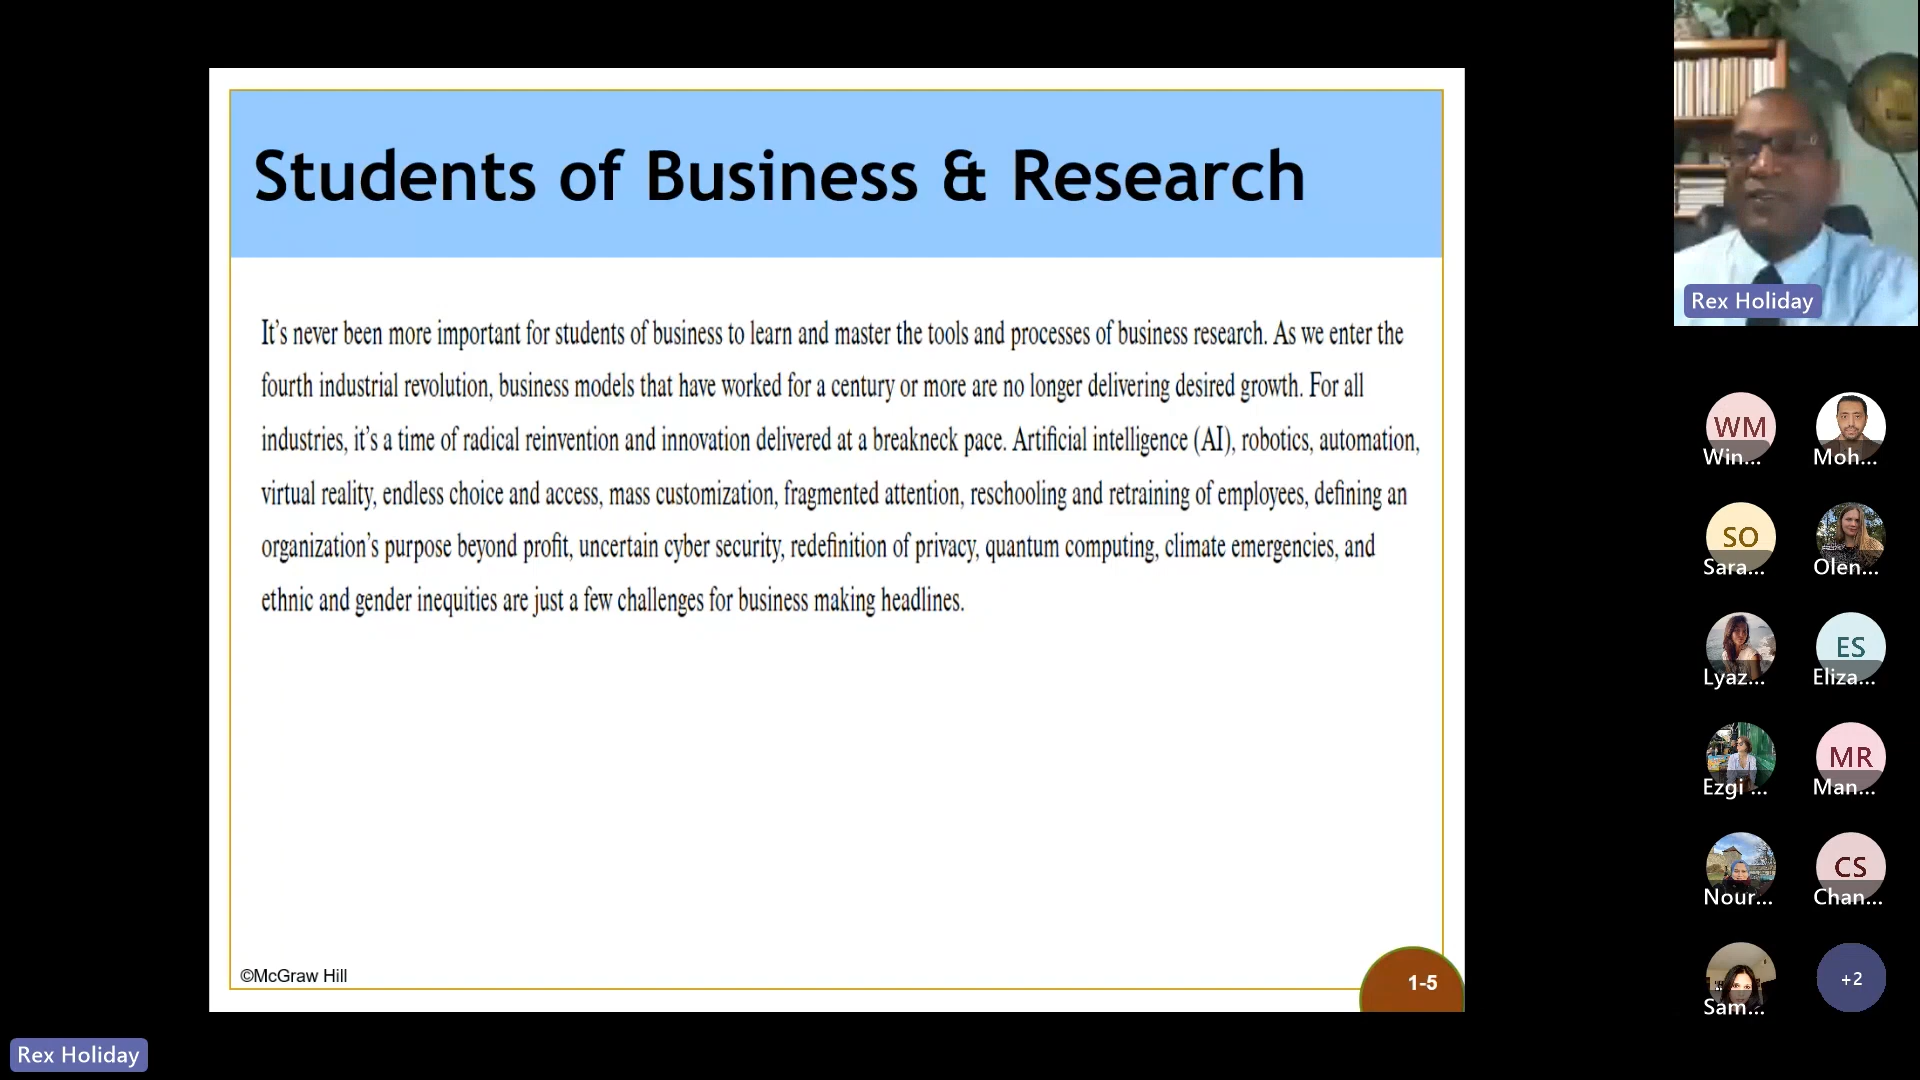 Students of Business & Research
It's never been more important for students of business to learn and master the tools and processes of business research. As we enter the
fourth industrial revolution, business models that have worked for a century or more are no longer delivering desired growth. For all
industries, it's a time of radical reinvention and innovation delivered at a breakneck pace. Artificial intelligence (AI), robotics, automation,
virtual reality, endless choice and access, mass customization, fragmented attention, reschooling and retraining of employees, defining an
organization's purpose beyond profit, uncertain cyber security, redefinition of privacy, quantum computing, climate emergencies, and
ethnic and gender inequities are just a few challenges for business making headlines.
©McGraw Hill
1-5
Rex Holiday
Rex Holiday
WM
Win...
Moh...
SO
Sara...
Olen...
Lyaz...
ES
Eliza...
Ezgi ...
MR
Man...
Nour...
CS
Chan...
Sam...
+2